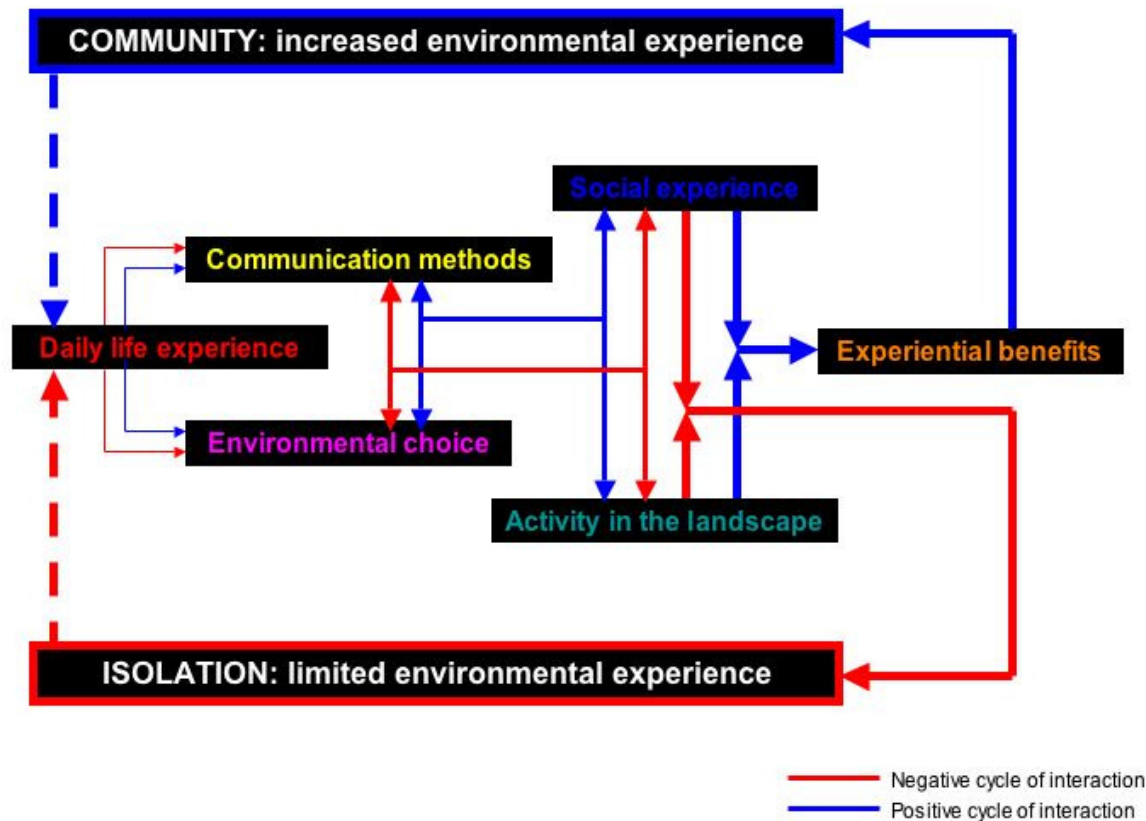 COMMUNITY: increased environmental experience
Social experience
Communication methods
Daily life experience
Experiential benefits
Environmental choice
Activity in the landscape
ISOLATION: limited environmental experience
Negative cycle of interaction
Positive cycle of interaction